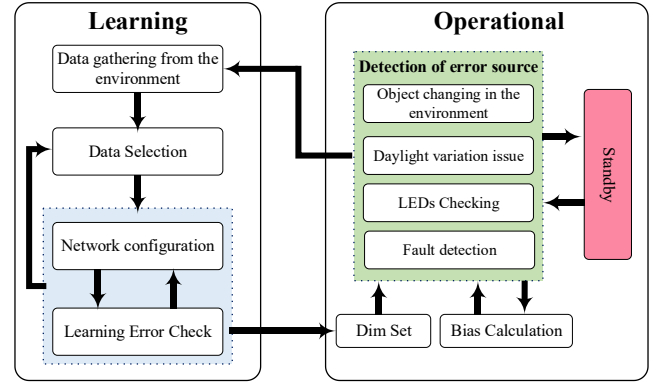 Learning
Data gathering from the
environment
Data Selection
Network configuration
Learning Error Check
Operational
Detection of error source
Object changing in the
environment
Daylight variation issue
LEDs Checking
Fault detection
Standby
Dim Set
Bias Calculation